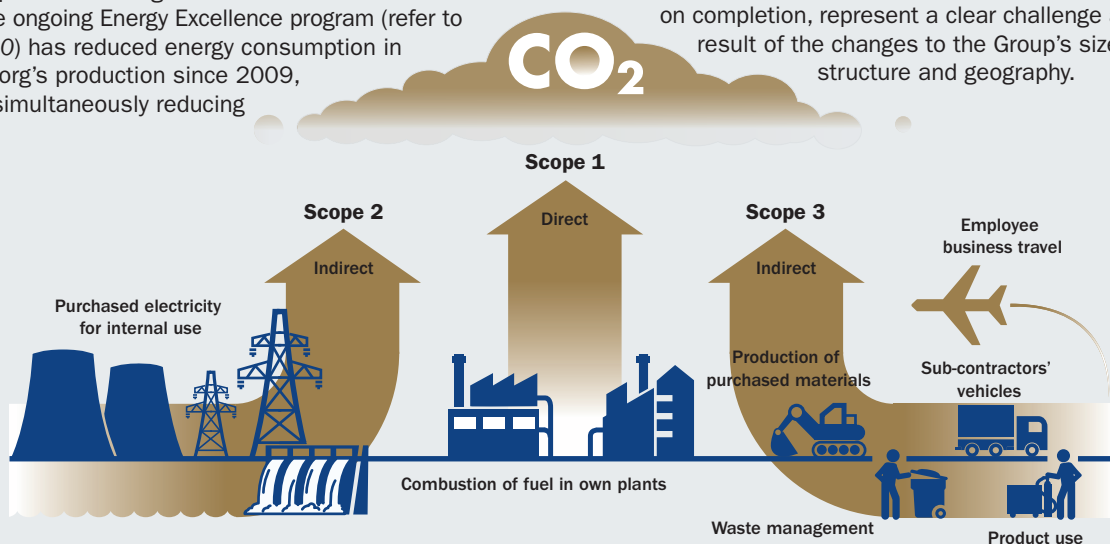 e ongoing Energy Excellence program (refer to
0) has reduced energy consumption in
org's production since 2009,
simultaneously reducing
on completion, represent a clear challenge
result of the changes to the Group's size
structure and geography.
CO2
Scope 1
Direct
Scope 2
Indirect
Scope 3
Indirect
Purchased electricity
for internal use
Combustion of fuel in own plants
Production of
purchased materials
Employee
business travel
Sub-contractors'
vehicles
Waste management
Product use